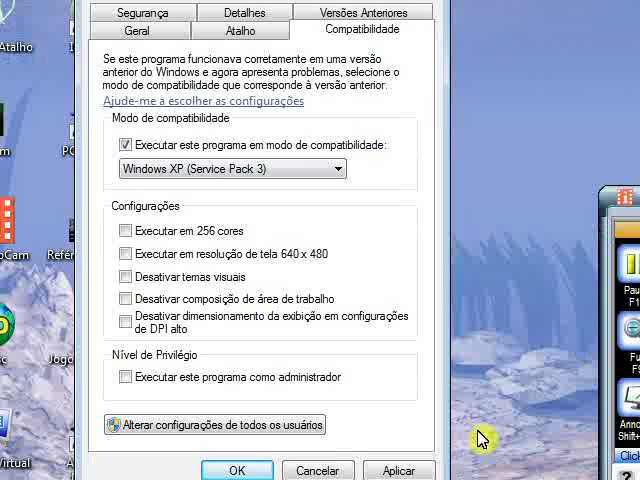 Segurança
Detalhes
Versões Anteriores
Geral
Atalho
Compatibilidade
Se este programa funcionava corretamente em uma versão
anterior do Windows e agora apresenta problemas, selecione o
modo de compatibilidade que corresponde à versão anterior.
Ajude-me a escolher as configurações
Modo de compatibilidade
Executar este programa em modo de compatibilidade:
Windows XP (Service Pack 3)
Configurações
Executar em 256 cores
Executar em resolução de tela 640 x 480
Desativar temas visuais
Desativar composição de área de trabalho
Desativar dimensionamento da exibição em configurações
de DPI alto
Nível de Privilégio
Executar este programa como administrador
Alterar configurações de todos os usuários
OK
Cancelar
Aplicar
Atalho
PC
Cam
Refér
Jogo
Virtual
Pau
F1
Fu
F9
Anno
Shift+
Click
?